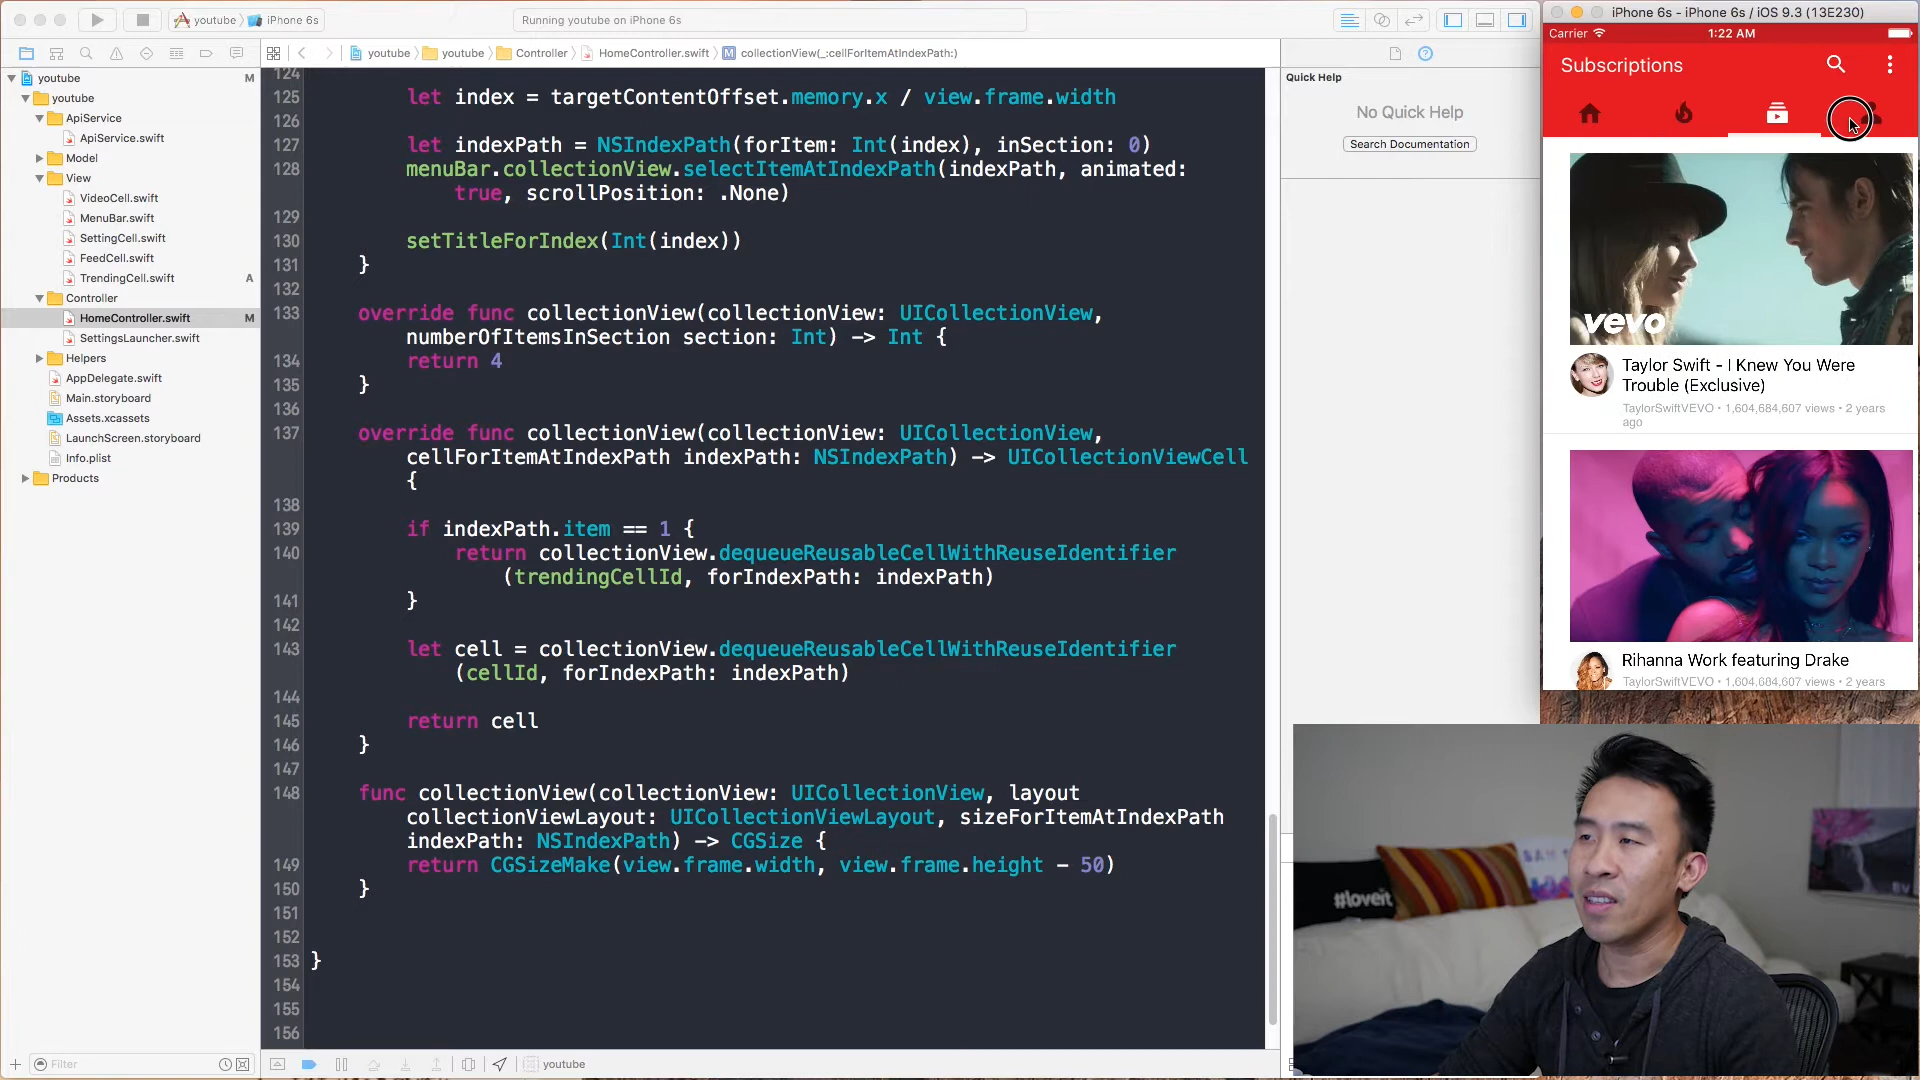 youtube
iPhone 6s
Running youtube on iPhone 6s
iPhone 6s - iPhone 6s / iOS 9.3 (13E230)
youtube
youtube
Controller
HomeController.swift
M
collectionView(_:cellForItemAtIndexPath:)
youtube
M
youtube
ApiService
ApiService.swift
Model
View
VideoCell.swift
MenuBar.swift
SettingCell.swift
FeedCell.swift
TrendingCell.swift
A
Controller
HomeController.swift
M
SettingsLauncher.swift
Helpers
AppDelegate.swift
Main.storyboard
Assets.xcassets
LaunchScreen.storyboard
Info.plist
Products
Filter
124
125 let index = targetContentOffset.memory.x / view.frame.width
126
127 let indexPath = NSIndexPath(forItem: Int(index), inSection: 0)
128 menuBar.collectionView.selectItemAtIndexPath(indexPath, animated:
true, scrollPosition: .None)
129
130 setTitleForIndex(Int(index))
131 }
132
133 override func collectionView(collectionView: UICollectionView,
numberOfItemsInSection section: Int) -> Int {
134 return 4
135 }
136
137 override func collectionView(collectionView: UICollectionView,
cellForItemAtIndexPath indexPath: NSIndexPath) -> UICollectionViewCell
{
138
139 if indexPath.item == 1 {
140 return collectionView.dequeueReusableCellWithReuseIdentifier
(trendingCellId, forIndexPath: indexPath)
141 }
142
143 let cell = collectionView.dequeueReusableCellWithReuseIdentifier
(cellId, forIndexPath: indexPath)
144
145 return cell
146 }
147
148 func collectionView(collectionView: UICollectionView, layout
collectionViewLayout: UICollectionViewLayout, sizeForItemAtIndexPath
indexPath: NSIndexPath) -> CGSize {
149 return CGSizeMake(view.frame.width, view.frame.height - 50)
150 }
151
152
153 }
154
155
156
youtube
Quick Help
No Quick Help
Search Documentation
Carrier
1:22 AM
Subscriptions
vevo
Taylor Swift - I Knew You Were
Trouble (Exclusive)
TaylorSwiftVEVO • 1,604,684,607 views • 2 years
ago
Rihanna Work featuring Drake
TaylorSwiftVEVO • 1,604,684,607 views • 2 years
#loveit